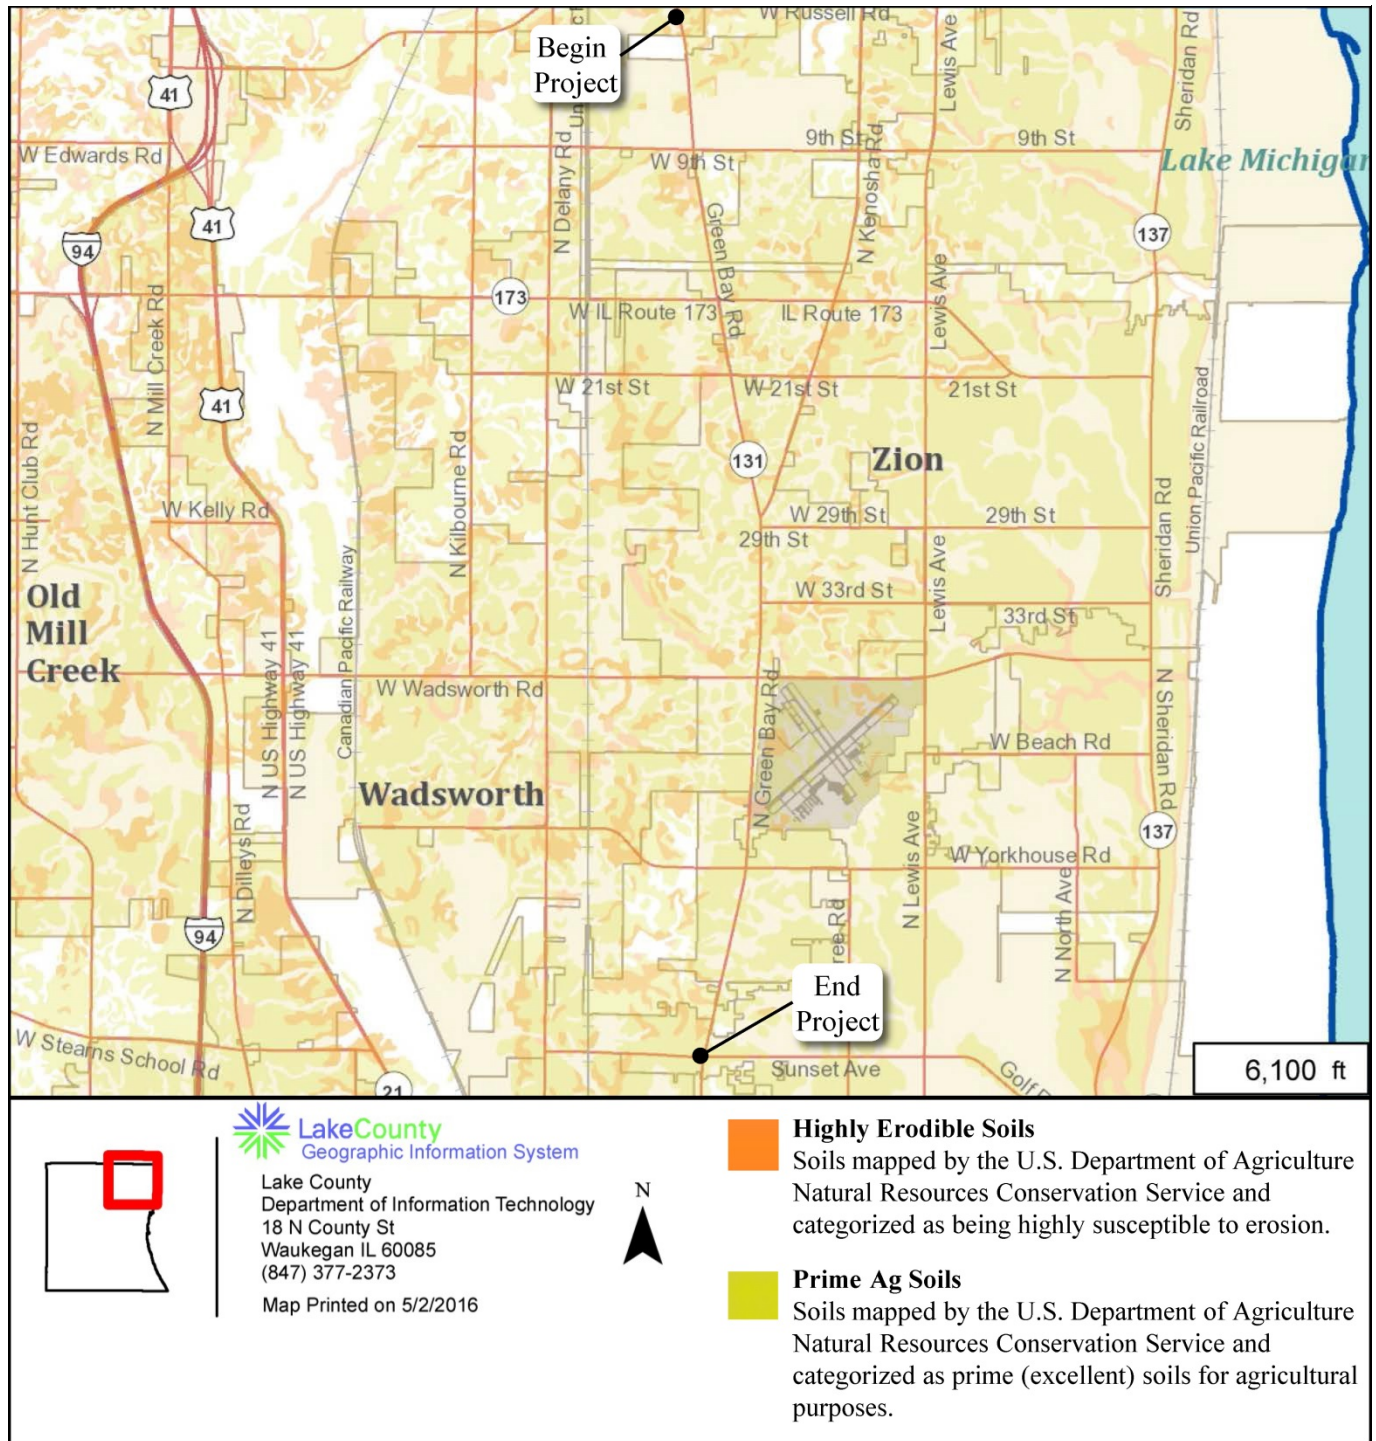 W Russell Rd
Begin
Project
Lewis Ave
Sheridan Rd
41
W Edwards Rd
9th St
9th St
W 9th St
N Kenosha Rd
N Delany Rd
Lake Michigan
41
94
137
Green Bay Rd
173
W IL Route 173
IL Route 173
Lewis Ave
N Mill Creek Rd
41
W 21st St
W 21st St
21st St
Union Pacific Railroad
N Hunt Club Rd
N Kilbourne Rd
131
Zion
W Kelly Rd
W 29th St
29th St
29th St
Sheridan Rd
Lewis Ave
Old
Mill
Creek
W 33rd St
33rd St
Canadian Pacific Railway
N US Highway 41
N US Highway 41
W Wadsworth Rd
N Green Bay Rd
N Sheridan Rd
W Beach Rd
Wadsworth
N Dilleys Rd
137
N Lewis Ave
W Yorkhouse Rd
N North Ave
94
ree Rd
End
Project
W Stearns School Rd
21
Sunset Ave
Golf
6,100 ft
LakeCounty
Geographic Information System
Lake County
Department of Information Technology
18 N County St
Waukegan IL 60085
(847) 377-2373
Map Printed on 5/2/2016
N
Highly Erodible Soils
Soils mapped by the U.S. Department of Agriculture
Natural Resources Conservation Service and
categorized as being highly susceptible to erosion.
Prime Ag Soils
Soils mapped by the U.S. Department of Agriculture
Natural Resources Conservation Service and
categorized as prime (excellent) soils for agricultural
purposes.